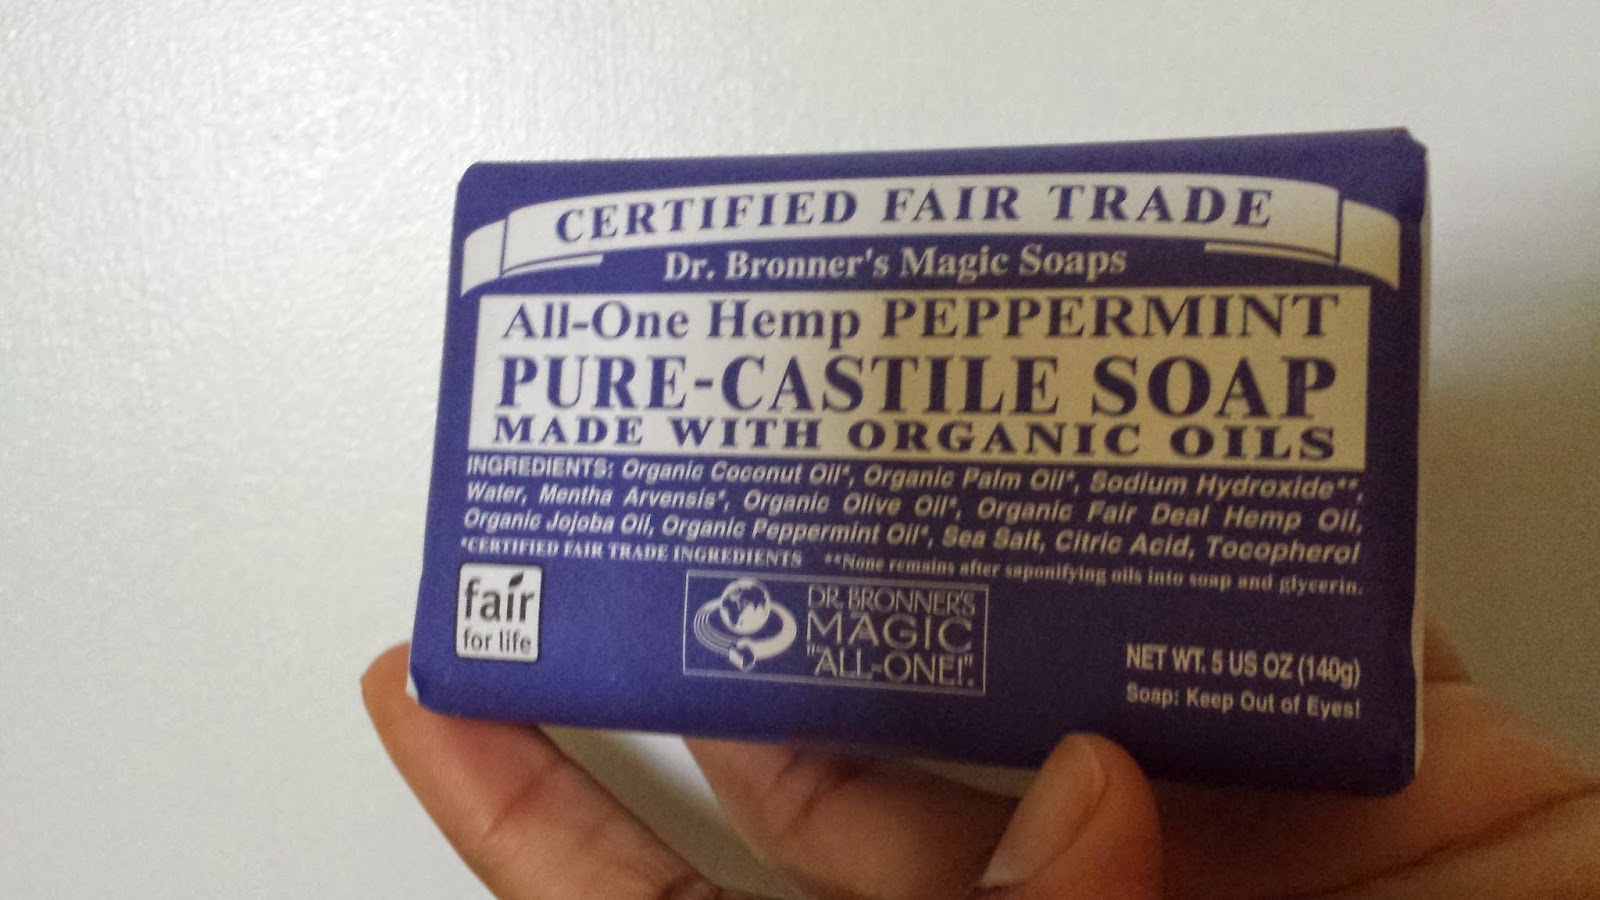 CERTIFIED FAIR TRADE
Dr. Bronner's Magic Soaps
All-One Hemp PEPPERMINT
PURE-CASTILE SOAP
MADE WITH ORGANIC OILS
INGREDIENTS: Organic Coconut Oil*, Organic Palm Oil*, Sodium Hydroxide**,
Water, Mentha Arvensis*, Organic Olive Oil*, Organic Fair Deal Hemp Oil,
Organic Jojoba Oil, Organic Peppermint Oil*, Sea Salt, Citric Acid, Tocopherol
*CERTIFIED FAIR TRADE INGREDIENTS **None remains after saponifying oils into soap and glycerin.
fair
for life
DR. BRONNER'S
MAGIC
"ALL-ONE!".
NET WT. 5 US OZ (140g)
Soap: Keep Out of Eyes!